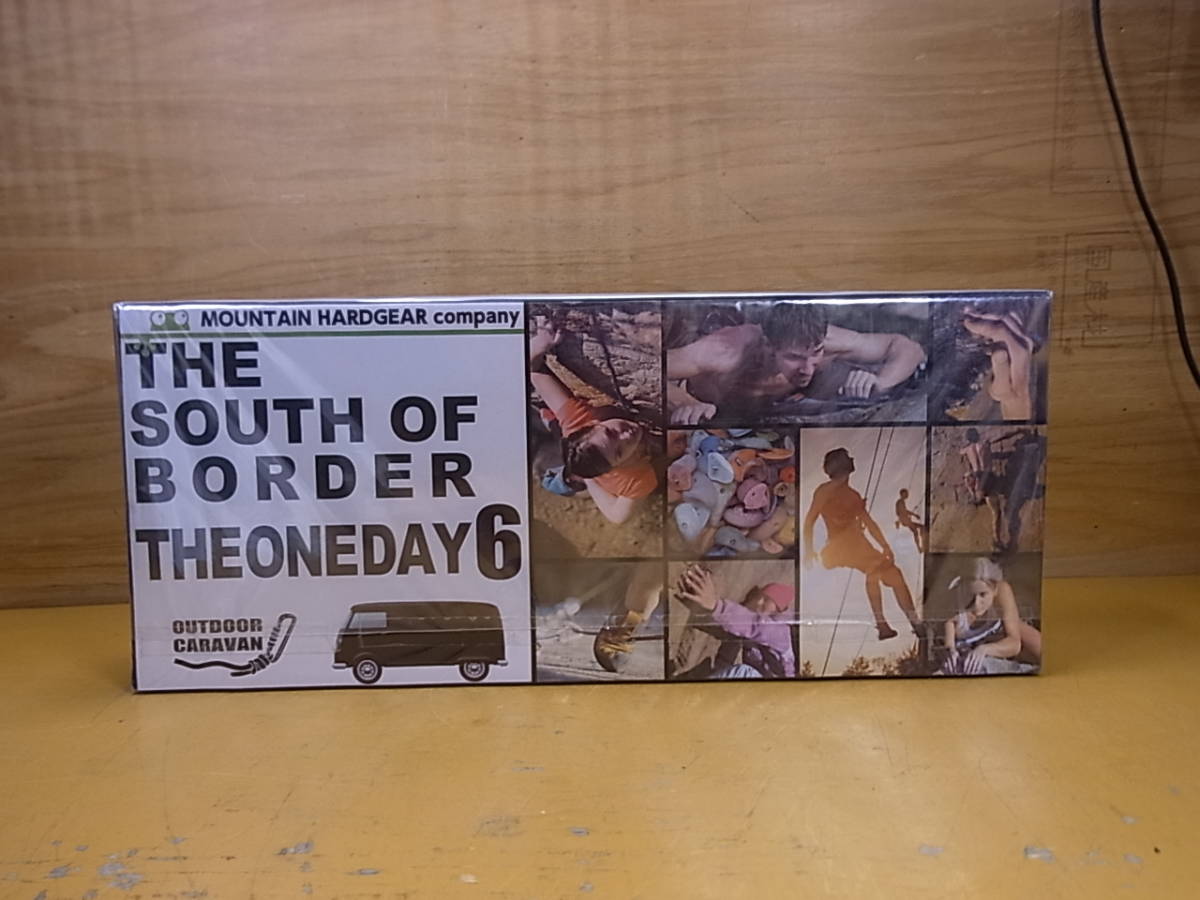 MOUNTAIN HARDGEAR company
THE
SOUTH OF
BORDER
THEONEDAY6
OUTDOOR
CARAVAN